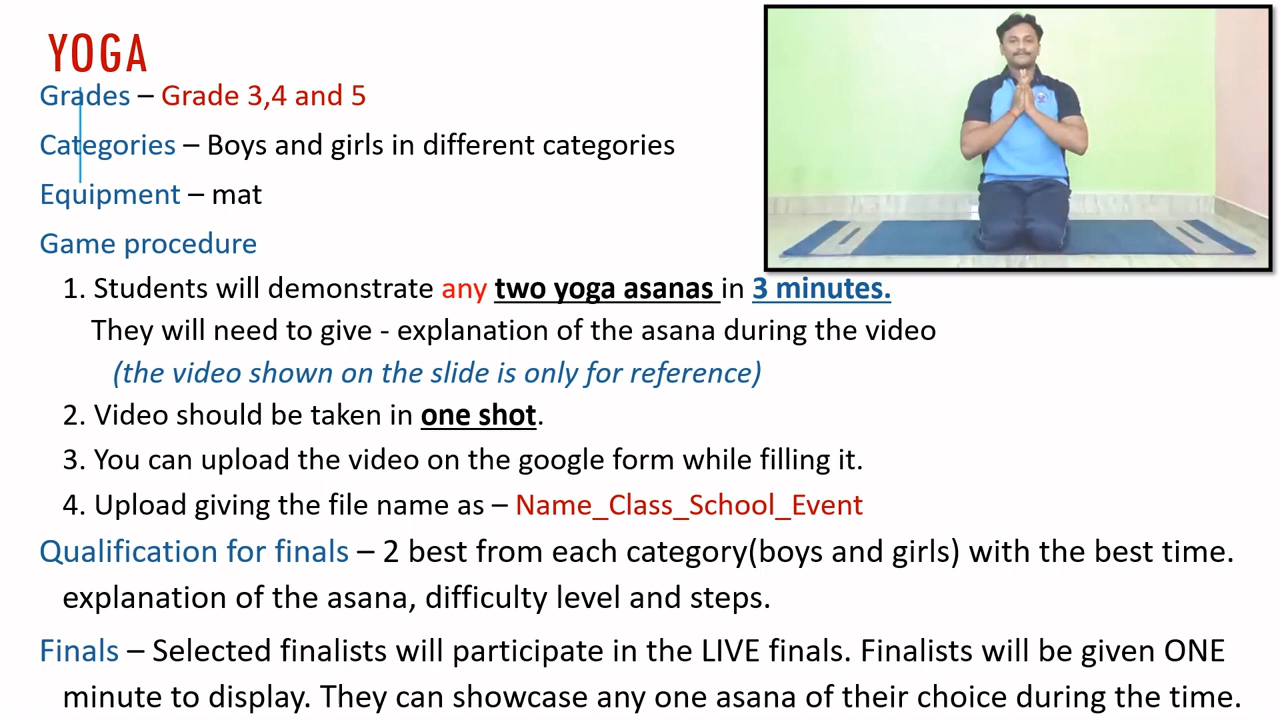 YOGA
Grades – Grade 3,4 and 5
Categories – Boys and girls in different categories
Equipment – mat
Game procedure
1. Students will demonstrate any two yoga asanas in 3 minutes.
They will need to give - explanation of the asana during the video
(the video shown on the slide is only for reference)
2. Video should be taken in one shot.
3. You can upload the video on the google form while filling it.
4. Upload giving the file name as – Name_Class_School_Event
Qualification for finals – 2 best from each category(boys and girls) with the best time.
explanation of the asana, difficulty level and steps.
Finals – Selected finalists will participate in the LIVE finals. Finalists will be given ONE
minute to display. They can showcase any one asana of their choice during the time.